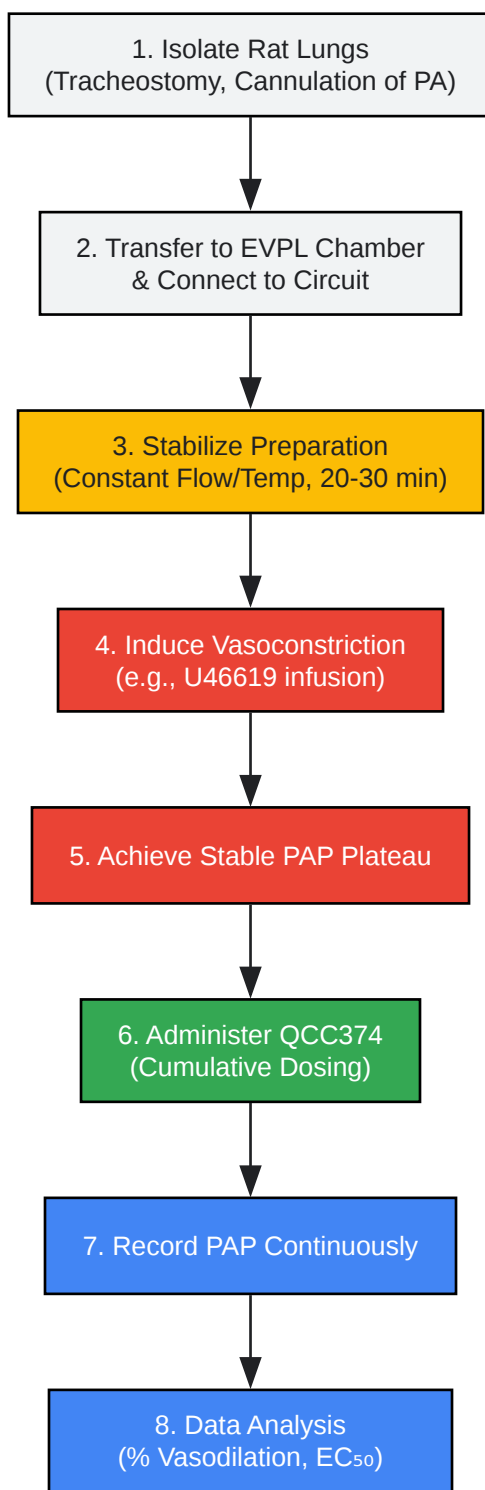 1. Isolate Rat Lungs
(Tracheostomy, Cannulation of PA)
2. Transfer to EVPL Chamber
& Connect to Circuit
3. Stabilize Preparation
(Constant Flow/Temp, 20-30 min)
4. Induce Vasoconstriction
(e.g., U46619 infusion)
5. Achieve Stable PAP Plateau
6. Administer QCC374
(Cumulative Dosing)
7. Record PAP Continuously
8. Data Analysis
(% Vasodilation, EC₅₀)